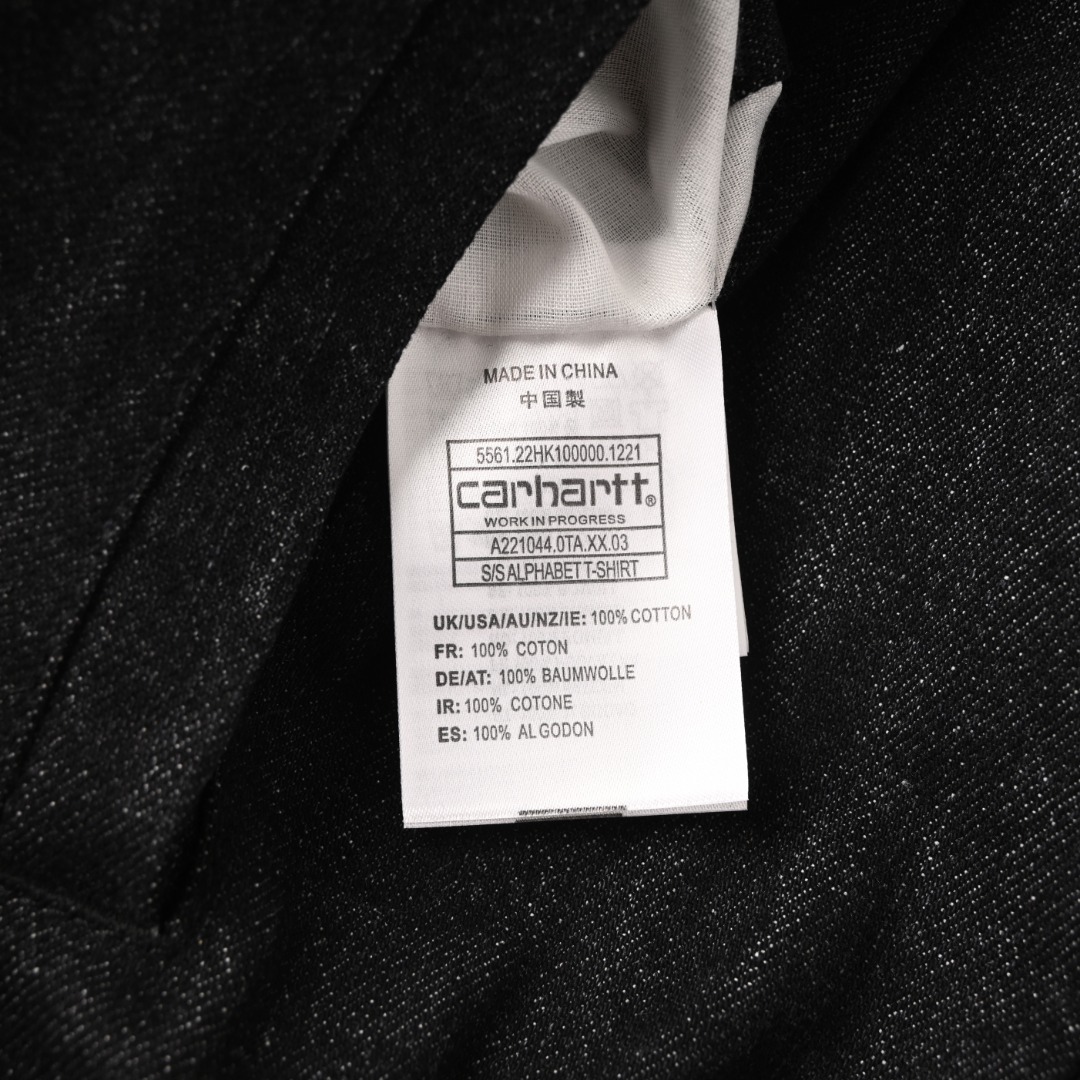 MADE IN CHINA
中国製
5561.22HK100000.1221
carhartt®
WORK IN PROGRESS
A221044.0TA.XX.03
S/S ALPHABET T-SHIRT
UK/USA/AU/NZ/IE: 100% COTTON
FR: 100% COTON
DE/AT: 100% BAUMWOLLE
IR: 100% COTONE
ES: 100% ALGODON